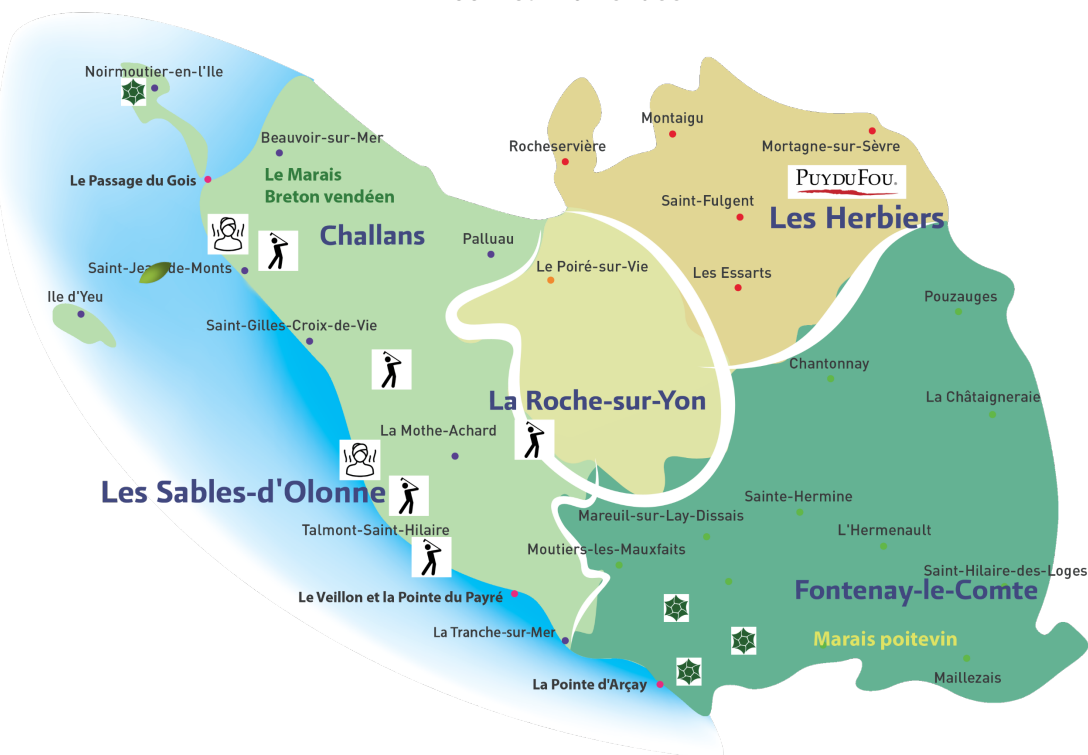 Noirmoutier-en-l'Ile
Beauvoir-sur-Mer
Le Passage du Gois
Le Marais
Breton vendéen
Challans
Palluau
Saint-Jean-de-Monts
Ile d'Yeu
Saint-Gilles-Croix-de-Vie
Rocheservière
Montaigu
Mortagne-sur-Sèvre
PUY DU FOU®
Saint-Fulgent
Les Herbiers
Le Poiré-sur-Vie
Les Essarts
Pouzauges
Chantonnay
La Châtaigneraie
La Roche-sur-Yon
La Mothe-Achard
Les Sables-d'Olonne
Talmont-Saint-Hilaire
Sainte-Hermine
Mareuil-sur-Lay-Dissais
L'Hermenault
Moutiers-les-Mauxfaits
Saint-Hilaire-des-Loges
Fontenay-le-Comte
Le Veillon et la Pointe du Payré
La Tranche-sur-Mer
Marais poitevin
Maillezais
La Pointe d'Arçay